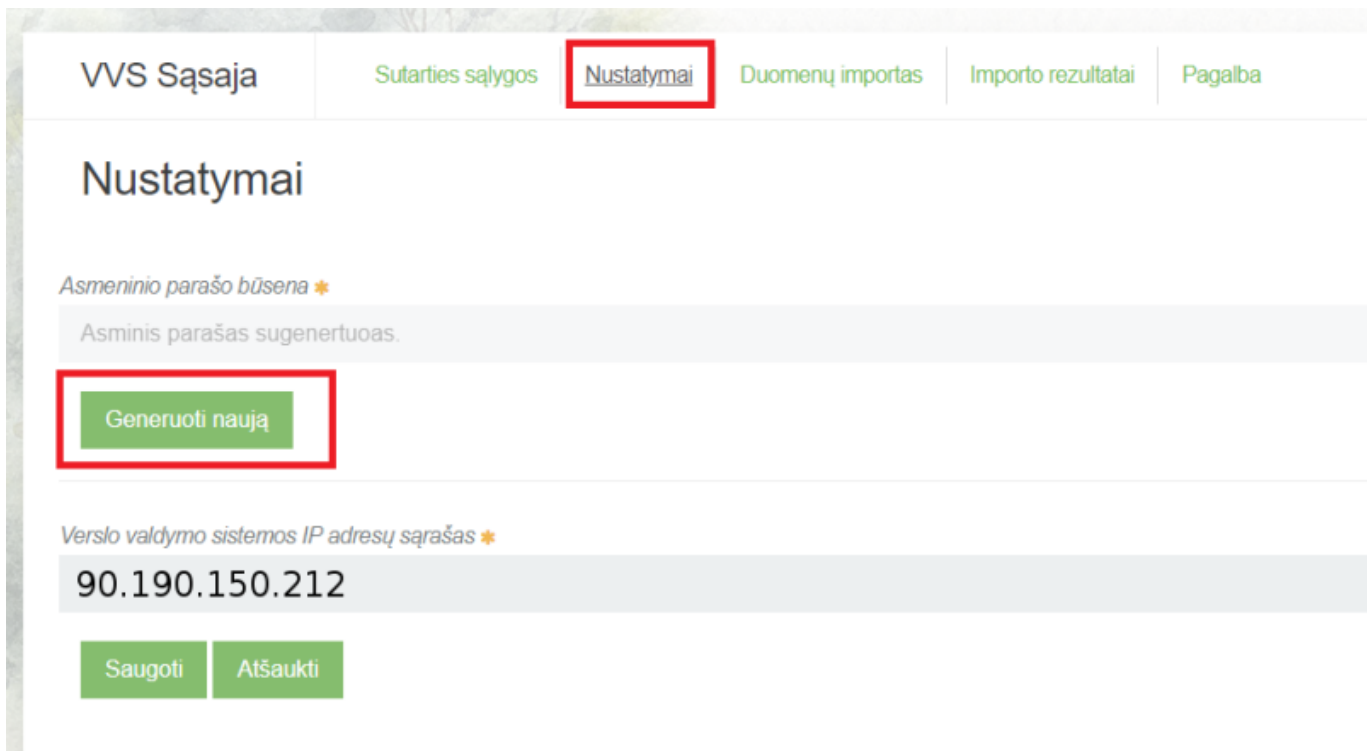 VVS Sąsaja Sutarties sąlygos Nustatymai Duomenų importas Importo rezultatai Pagalba
Nustatymai
Asmeninio parašo būsena *
Asminis parašas sugenertuoas.
Generuoti naują
Verslo valdymo sistemos IP adresų sąrašas *
90.190.150.212
Saugoti Atšaukti